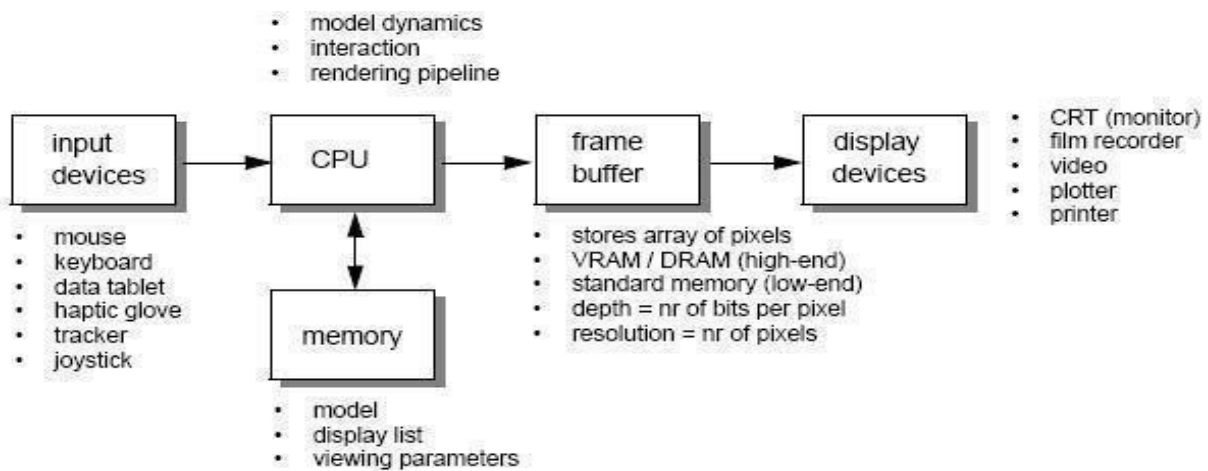 • model dynamics
• interaction
• rendering pipeline
input
devices
CPU
frame
buffer
display
devices
• CRT (monitor)
• film recorder
• video
• plotter
• printer
• mouse
• keyboard
• data tablet
• haptic glove
• tracker
• joystick
memory
• stores array of pixels
• VRAM / DRAM (high-end)
• standard memory (low-end)
• depth = nr of bits per pixel
• resolution = nr of pixels
• model
• display list
• viewing parameters